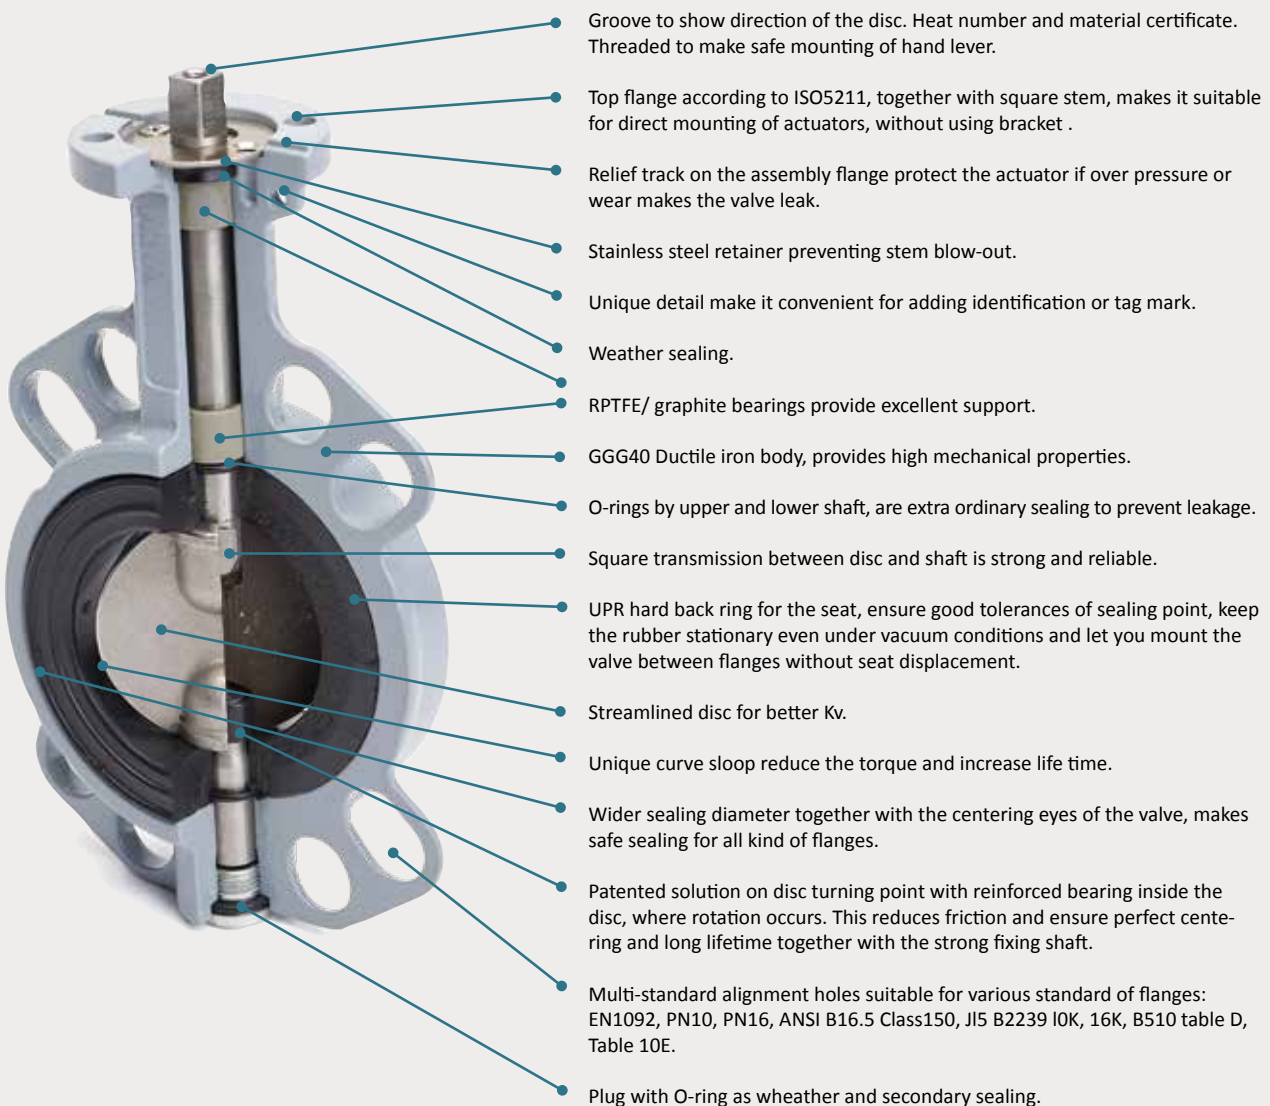 Groove to show direction of the disc. Heat number and material certificate.
Threaded to make safe mounting of hand lever.
Top flange according to ISO5211, together with square stem, makes it suitable
for direct mounting of actuators, without using bracket .
Relief track on the assembly flange protect the actuator if over pressure or
wear makes the valve leak.
Stainless steel retainer preventing stem blow-out.
Unique detail make it convenient for adding identification or tag mark.
Weather sealing.
RPTFE/ graphite bearings provide excellent support.
GGG40 Ductile iron body, provides high mechanical properties.
O-rings by upper and lower shaft, are extra ordinary sealing to prevent leakage.
Square transmission between disc and shaft is strong and reliable.
UPR hard back ring for the seat, ensure good tolerances of sealing point, keep
the rubber stationary even under vacuum conditions and let you mount the
valve between flanges without seat displacement.
Streamlined disc for better Kv.
Unique curve sloop reduce the torque and increase life time.
Wider sealing diameter together with the centering eyes of the valve, makes
safe sealing for all kind of flanges.
Patented solution on disc turning point with reinforced bearing inside the
disc, where rotation occurs. This reduces friction and ensure perfect cente-
ring and long lifetime together with the strong fixing shaft.
Multi-standard alignment holes suitable for various standard of flanges:
EN1092, PN10, PN16, ANSI B16.5 Class150, JI5 B2239 l0K, 16K, B510 table D,
Table 10E.
Plug with O-ring as wheather and secondary sealing.